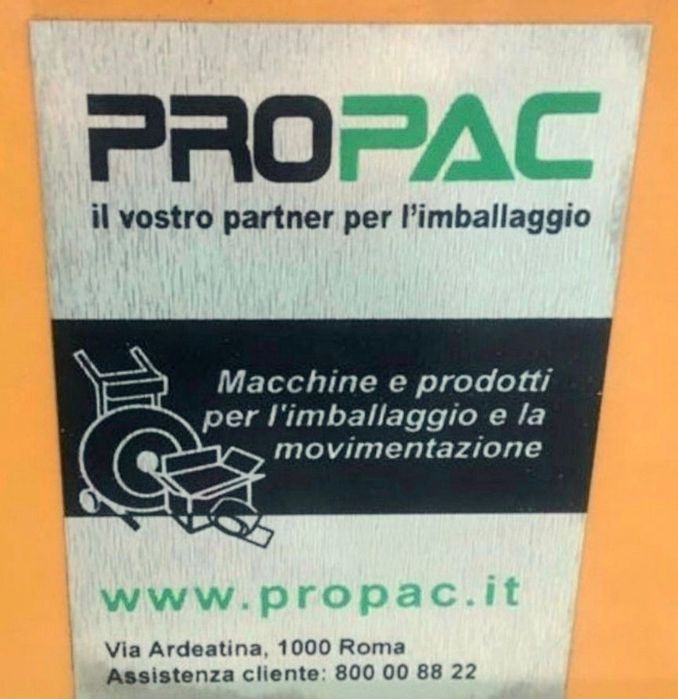 PROPAC
il vostro partner per l'imballaggio
Macchine e prodotti
per l'imballaggio e la
movimentazione
www.propac.it
Via Ardeatina, 1000 Roma
Assistenza cliente: 800 00 88 22